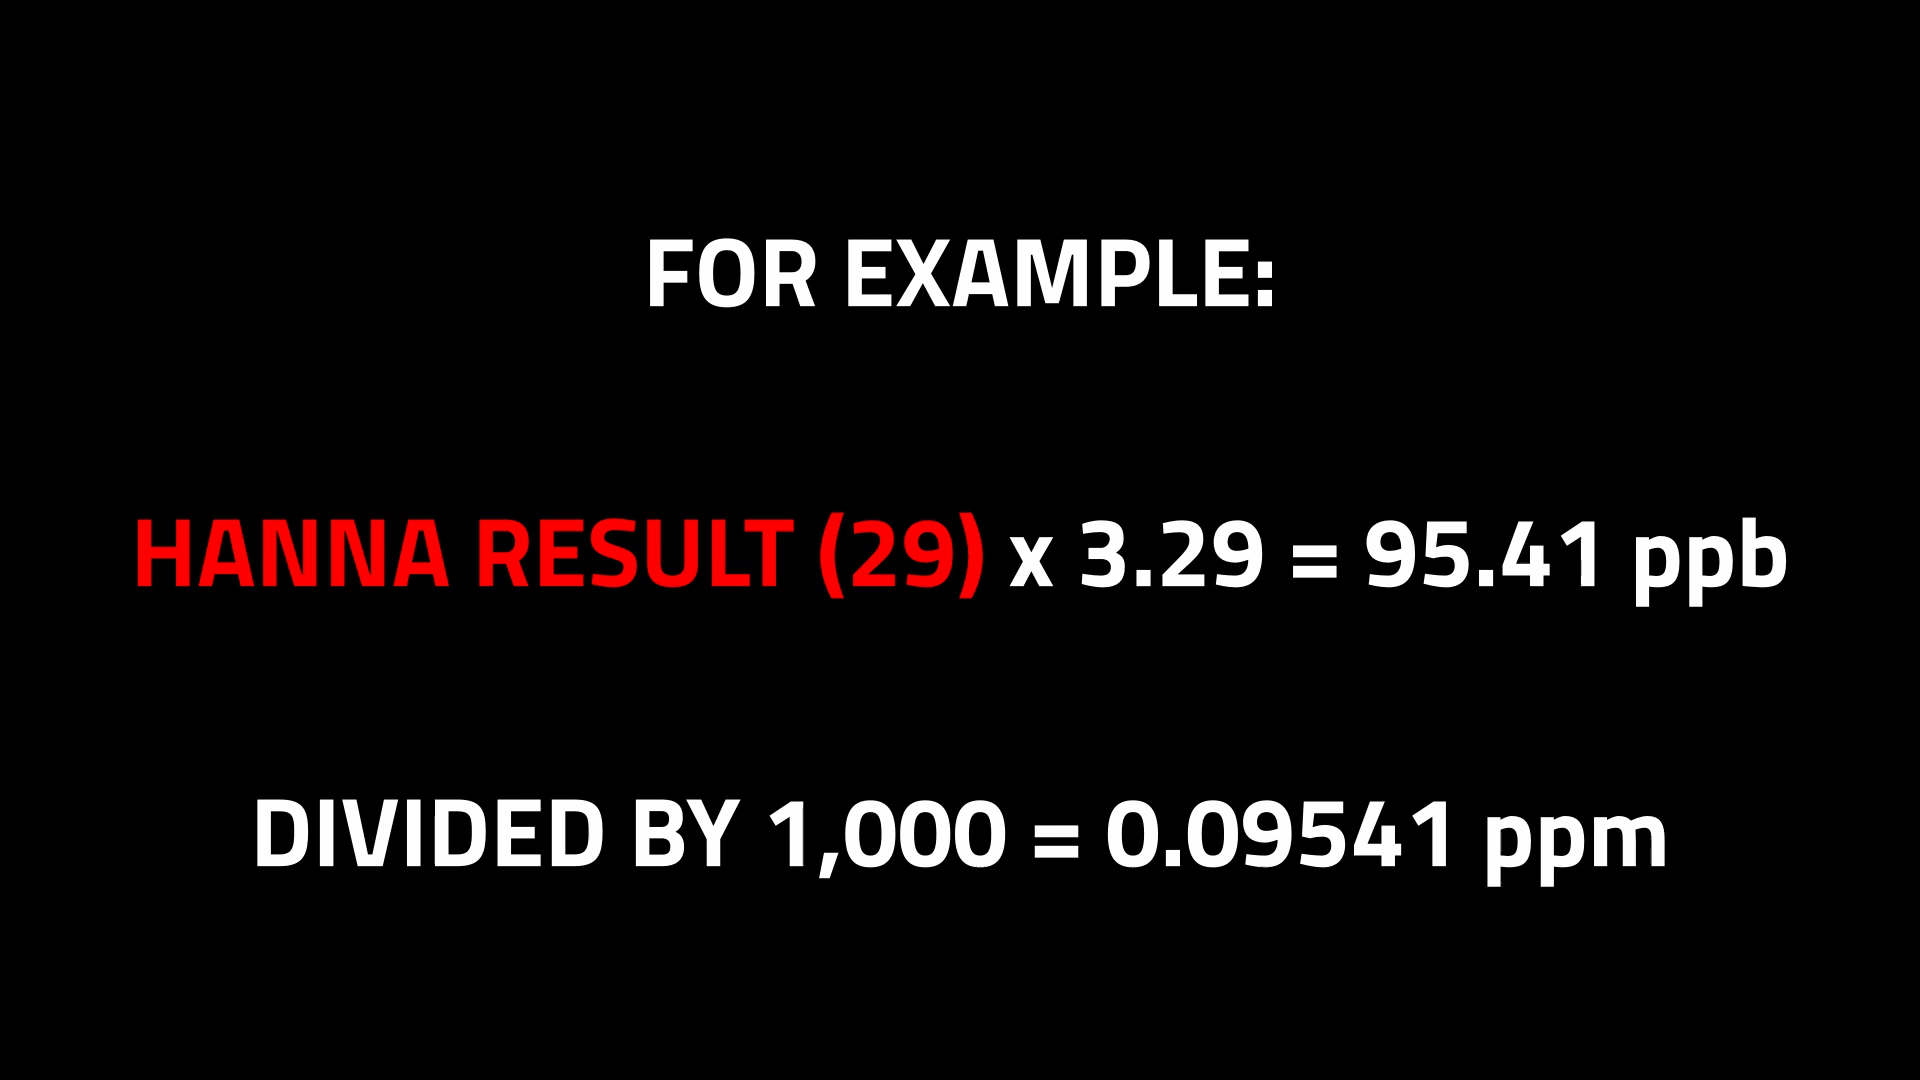 FOR EXAMPLE:
HANNA RESULT (29) x 3.29 = 95.41 ppb
DIVIDED BY 1,000 = 0.09541 ppm